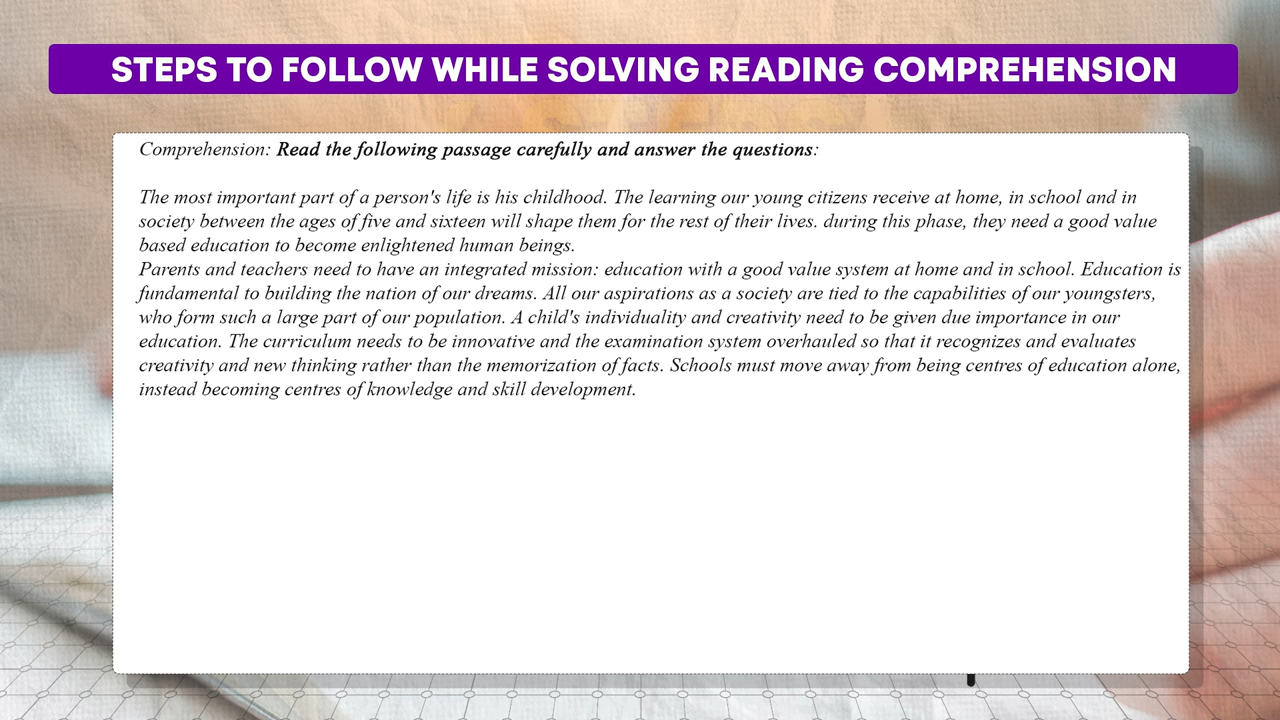 STEPS TO FOLLOW WHILE SOLVING READING COMPREHENSION
Comprehension: Read the following passage carefully and answer the questions:
The most important part of a person's life is his childhood. The learning our young citizens receive at home, in school and in
society between the ages of five and sixteen will shape them for the rest of their lives. during this phase, they need a good value
based education to become enlightened human beings.
Parents and teachers need to have an integrated mission: education with a good value system at home and in school. Education is
fundamental to building the nation of our dreams. All our aspirations as a society are tied to the capabilities of our youngsters,
who form such a large part of our population. A child's individuality and creativity need to be given due importance in our
education. The curriculum needs to be innovative and the examination system overhauled so that it recognizes and evaluates
creativity and new thinking rather than the memorization of facts. Schools must move away from being centres of education alone,
instead becoming centres of knowledge and skill development.